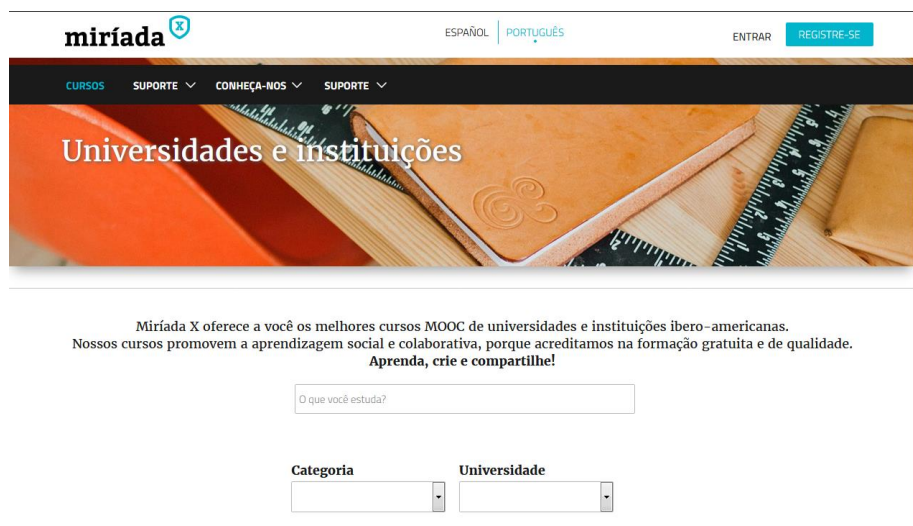 miríada X
ESPAÑOL PORTUGUÊS
ENTRAR REGISTRE-SE
CURSOS SUPORTE CONHEÇA-NOS SUPORTE
Universidades e instituições
Miríada X oferece a você os melhores cursos MOOC de universidades e instituições ibero-americanas.
Nossos cursos promovem a aprendizagem social e colaborativa, porque acreditamos na formação gratuita e de qualidade.
Aprenda, crie e compartilhe!
O que você estuda?
Categoria Universidade